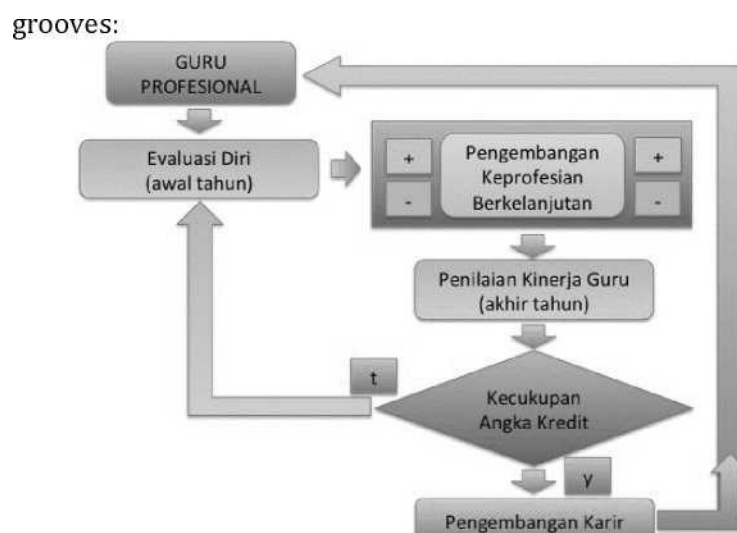 grooves:
GURU
PROFESIONAL
Evaluasi Diri
(awal tahun)
+
-
Pengembangan
Keprofesian
Berkelanjutan
+
-
Penilaian Kinerja Guru
(akhir tahun)
t
Kecukupan
Angka Kredit
y
Pengembangan Karir